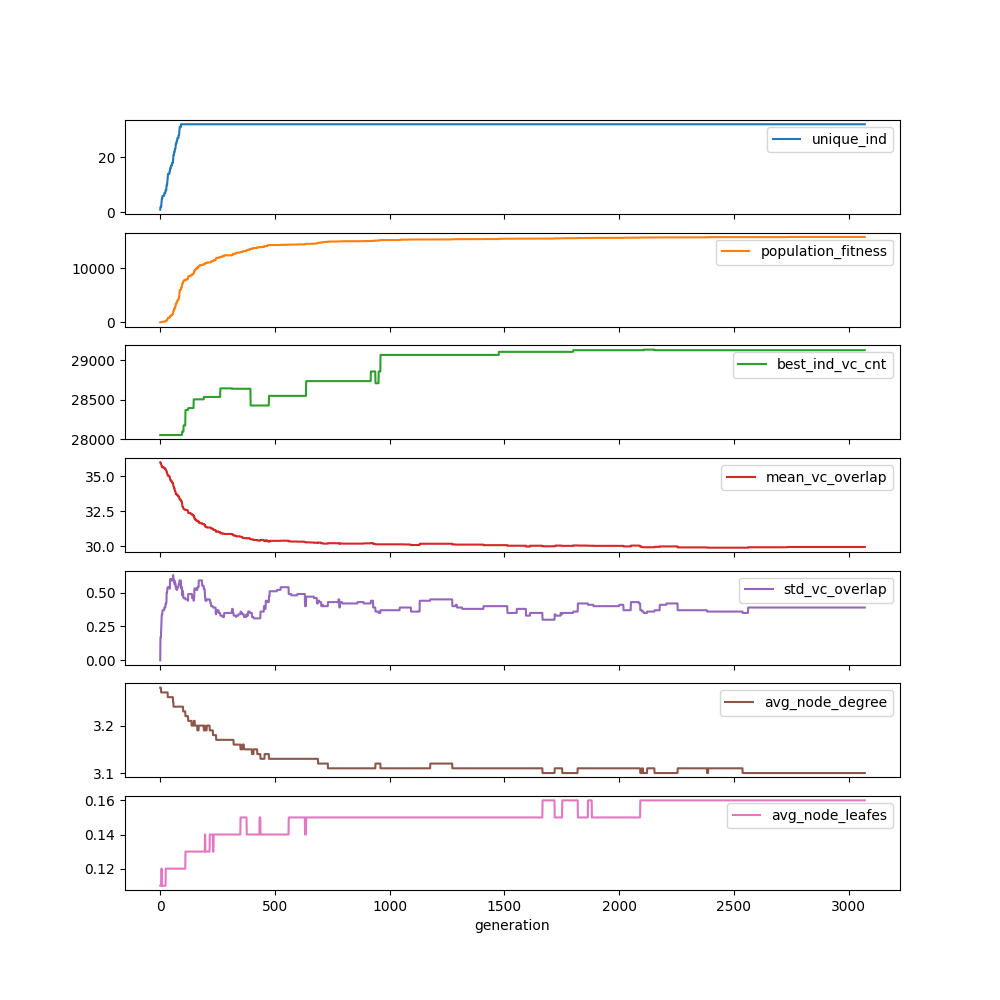 20
0
unique_ind
10000
0
population_fitness
29000
28500
28000
best_ind_vc_cnt
35.0
32.5
30.0
mean_vc_overlap
0.50
0.25
0.00
std_vc_overlap
3.2
3.1
avg_node_degree
0.16
0.14
0.12
avg_node_leafes
0 500 1000 1500 2000 2500 3000
generation